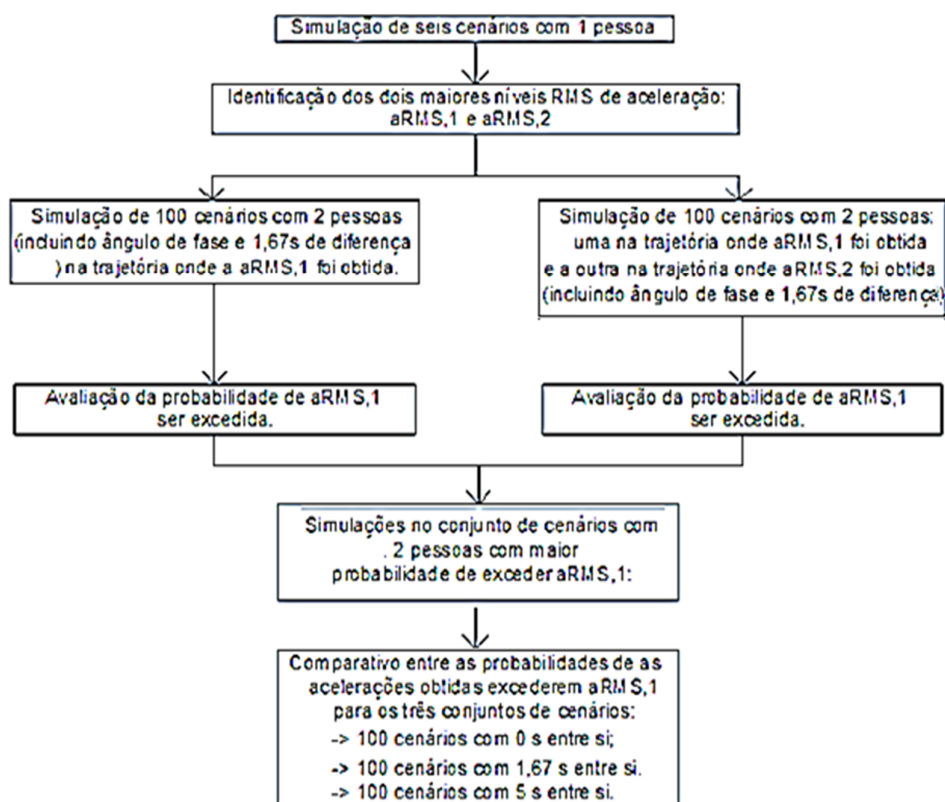 Simulação de seis cenários com 1 pessoa
Identificação dos dois maiores níveis RMS de aceleração:
aRMS,1 e aRMS,2
Simulação de 100 cenários com 2 pessoas
(incluindo ângulo de fase e 1,67s de diferença
) na trajetória onde a aRMS,1 foi obtida.
Simulação de 100 cenários com 2 pessoas:
uma na trajetória onde aRMS,1 foi obtida
e a outra na trajetória onde aRMS,2 foi obtida
(incluindo ângulo de fase e 1,67s de diferença)
Avaliação da probabilidade de aRMS,1
ser excedida.
Avaliação da probabilidade de aRMS,1
ser excedida.
Simulações no conjunto de cenários com
. 2 pessoas com maior
probabilidade de exceder aRMS,1:
Comparativo entre as probabilidades de as
acelerações obtidas excederem aRMS,1
para os três conjuntos de cenários:
-> 100 cenários com 0 s entre si;
-> 100 cenários com 1,67 s entre si.
-> 100 cenários com 5 s entre si.